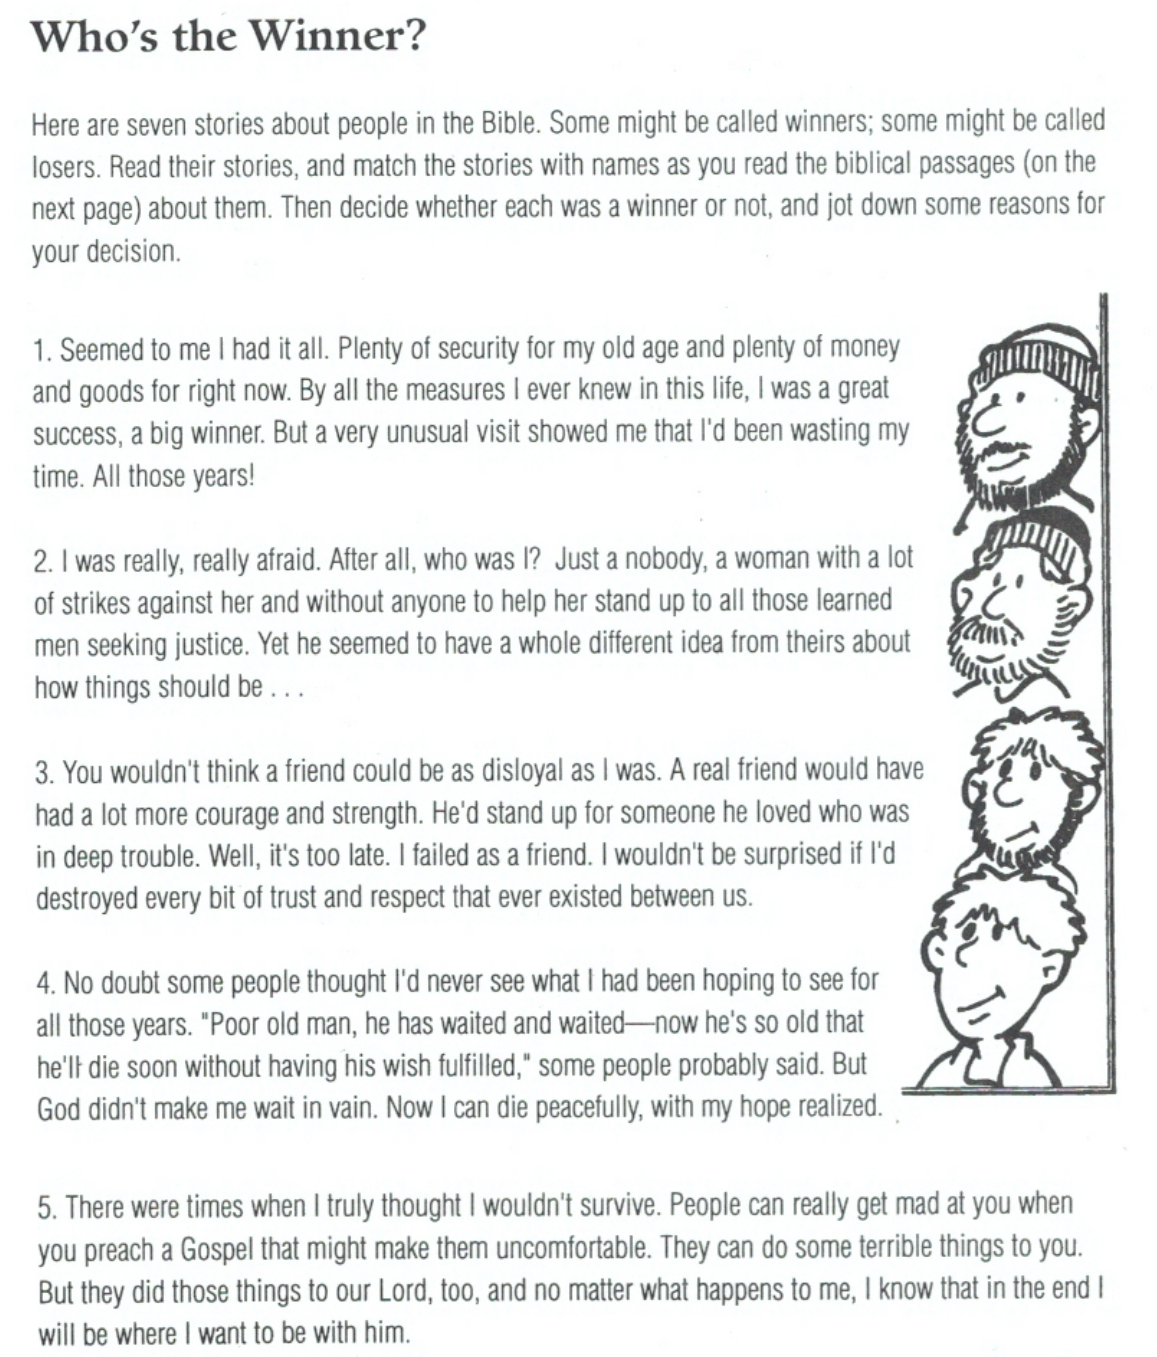 Who's the Winner?
Here are seven stories about people in the Bible. Some might be called winners; some might be called
losers. Read their stories, and match the stories with names as you read the biblical passages (on the
next page) about them. Then decide whether each was a winner or not, and jot down some reasons for
your decision.
1. Seemed to me I had it all. Plenty of security for my old age and plenty of money
and goods for right now. By all the measures I ever knew in this life, I was a great
success, a big winner. But a very unusual visit showed me that I'd been wasting my
time. All those years!
2. I was really, really afraid. After all, who was I? Just a nobody, a woman with a lot
of strikes against her and without anyone to help her stand up to all those learned
men seeking justice. Yet he seemed to have a whole different idea from theirs about
how things should be . . .
3. You wouldn't think a friend could be as disloyal as I was. A real friend would have
had a lot more courage and strength. He'd stand up for someone he loved who was
in deep trouble. Well, it's too late. I failed as a friend. I wouldn't be surprised if I'd
destroyed every bit of trust and respect that ever existed between us.
4. No doubt some people thought I'd never see what I had been hoping to see for
all those years. "Poor old man, he has waited and waited—now he's so old that
he'll die soon without having his wish fulfilled," some people probably said. But
God didn't make me wait in vain. Now I can die peacefully, with my hope realized.
5. There were times when I truly thought I wouldn't survive. People can really get mad at you when
you preach a Gospel that might make them uncomfortable. They can do some terrible things to you.
But they did those things to our Lord, too, and no matter what happens to me, I know that in the end I
will be where I want to be with him.